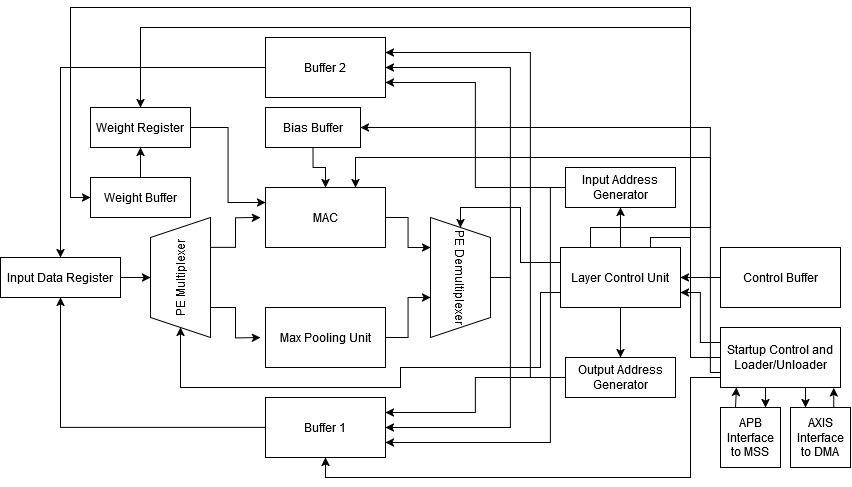 Buffer 2
Weight Register
Bias Buffer
Weight Buffer
MAC
Input Address
Generator
PE Multiplexer
PE Demultiplexer
Input Data Register
Layer Control Unit
Control Buffer
Max Pooling Unit
Startup Control and
Loader/Unloader
Output Address
Generator
Buffer 1
APB
Interface
to MSS
AXIS
Interface
to DMA